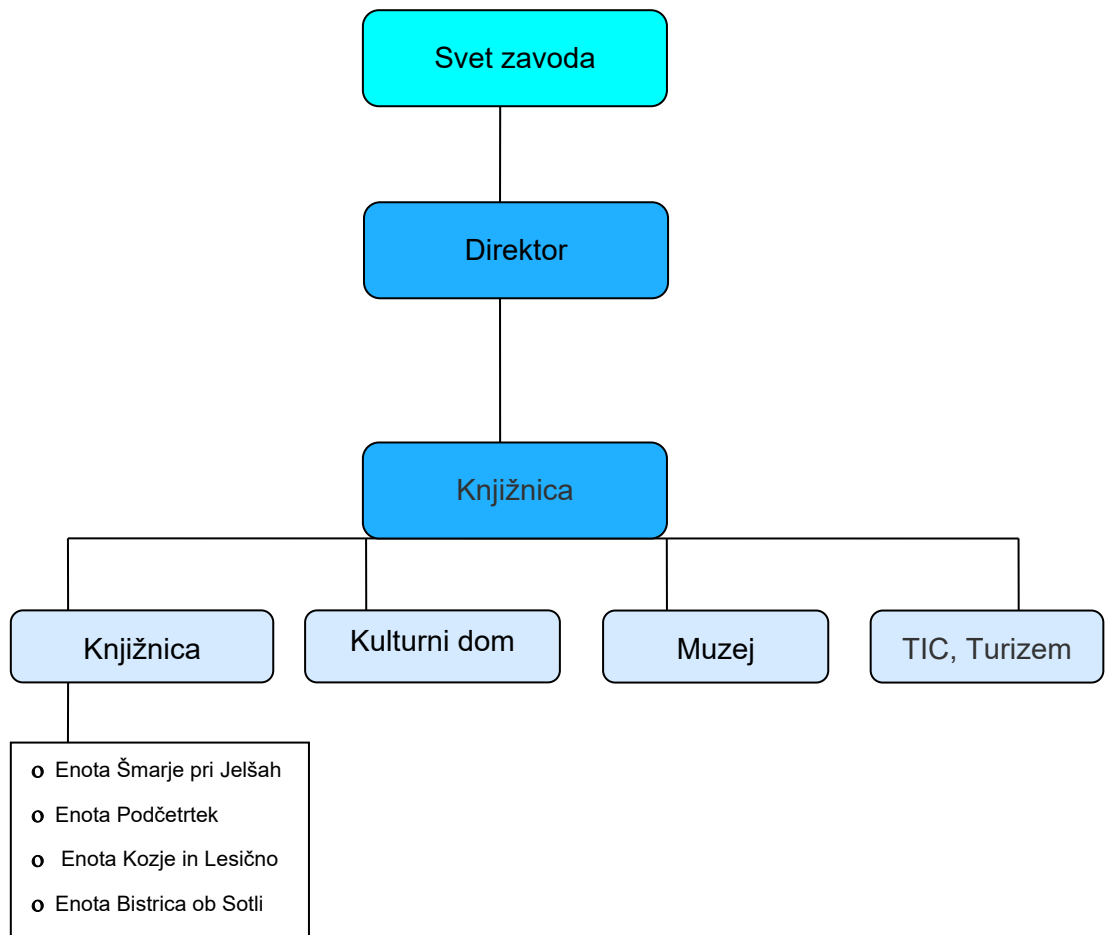 Svet zavoda
Direktor
Knjižnica
Knjižnica
Kulturni dom
Muzej
TIC, Turizem
o Enota Šmarje pri Jelšah
o Enota Podčetrtek
o Enota Kozje in Lesično
o Enota Bistrica ob Sotli